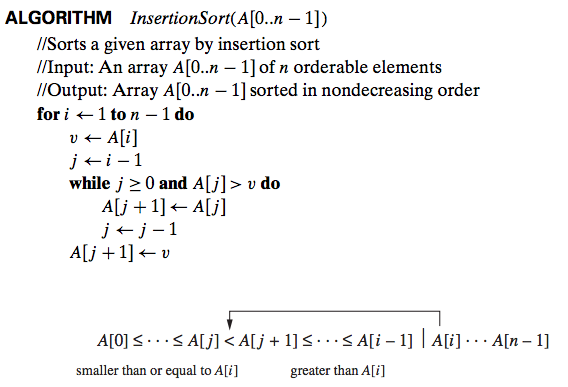 ALGORITHM InsertionSort(A[0..n − 1])
//Sorts a given array by insertion sort
//Input: An array A[0..n − 1] of n orderable elements
//Output: Array A[0..n − 1] sorted in nondecreasing order
for i ← 1 to n − 1 do
v ← A[i]
j ← i − 1
while j ≥ 0 and A[j] > v do
A[j + 1] ← A[j]
j ← j − 1
A[j + 1] ← v
A[0] ≤ · · · ≤ A[j] < A[j + 1] ≤ · · · ≤ A[i − 1] | A[i] · · · A[n − 1]
smaller than or equal to A[i] greater than A[i]